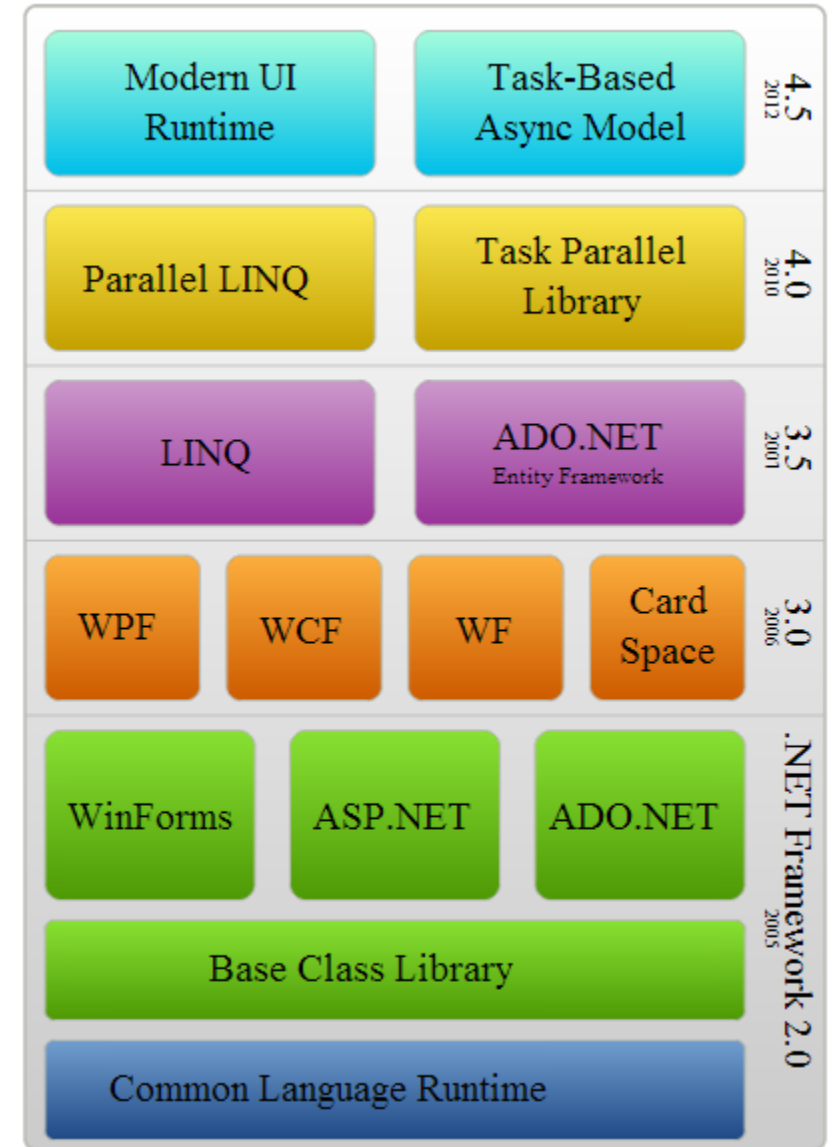 Modern UI
Runtime
Task-Based
Async Model
4.5
2012
Parallel LINQ
Task Parallel
Library
4.0
2010
LINQ
ADO.NET
Entity Framework
3.5
2001
WPF
WCF
WF
Card
Space
3.0
2006
WinForms
ASP.NET
ADO.NET
Base Class Library
Common Language Runtime
.NET Framework 2.0
2005